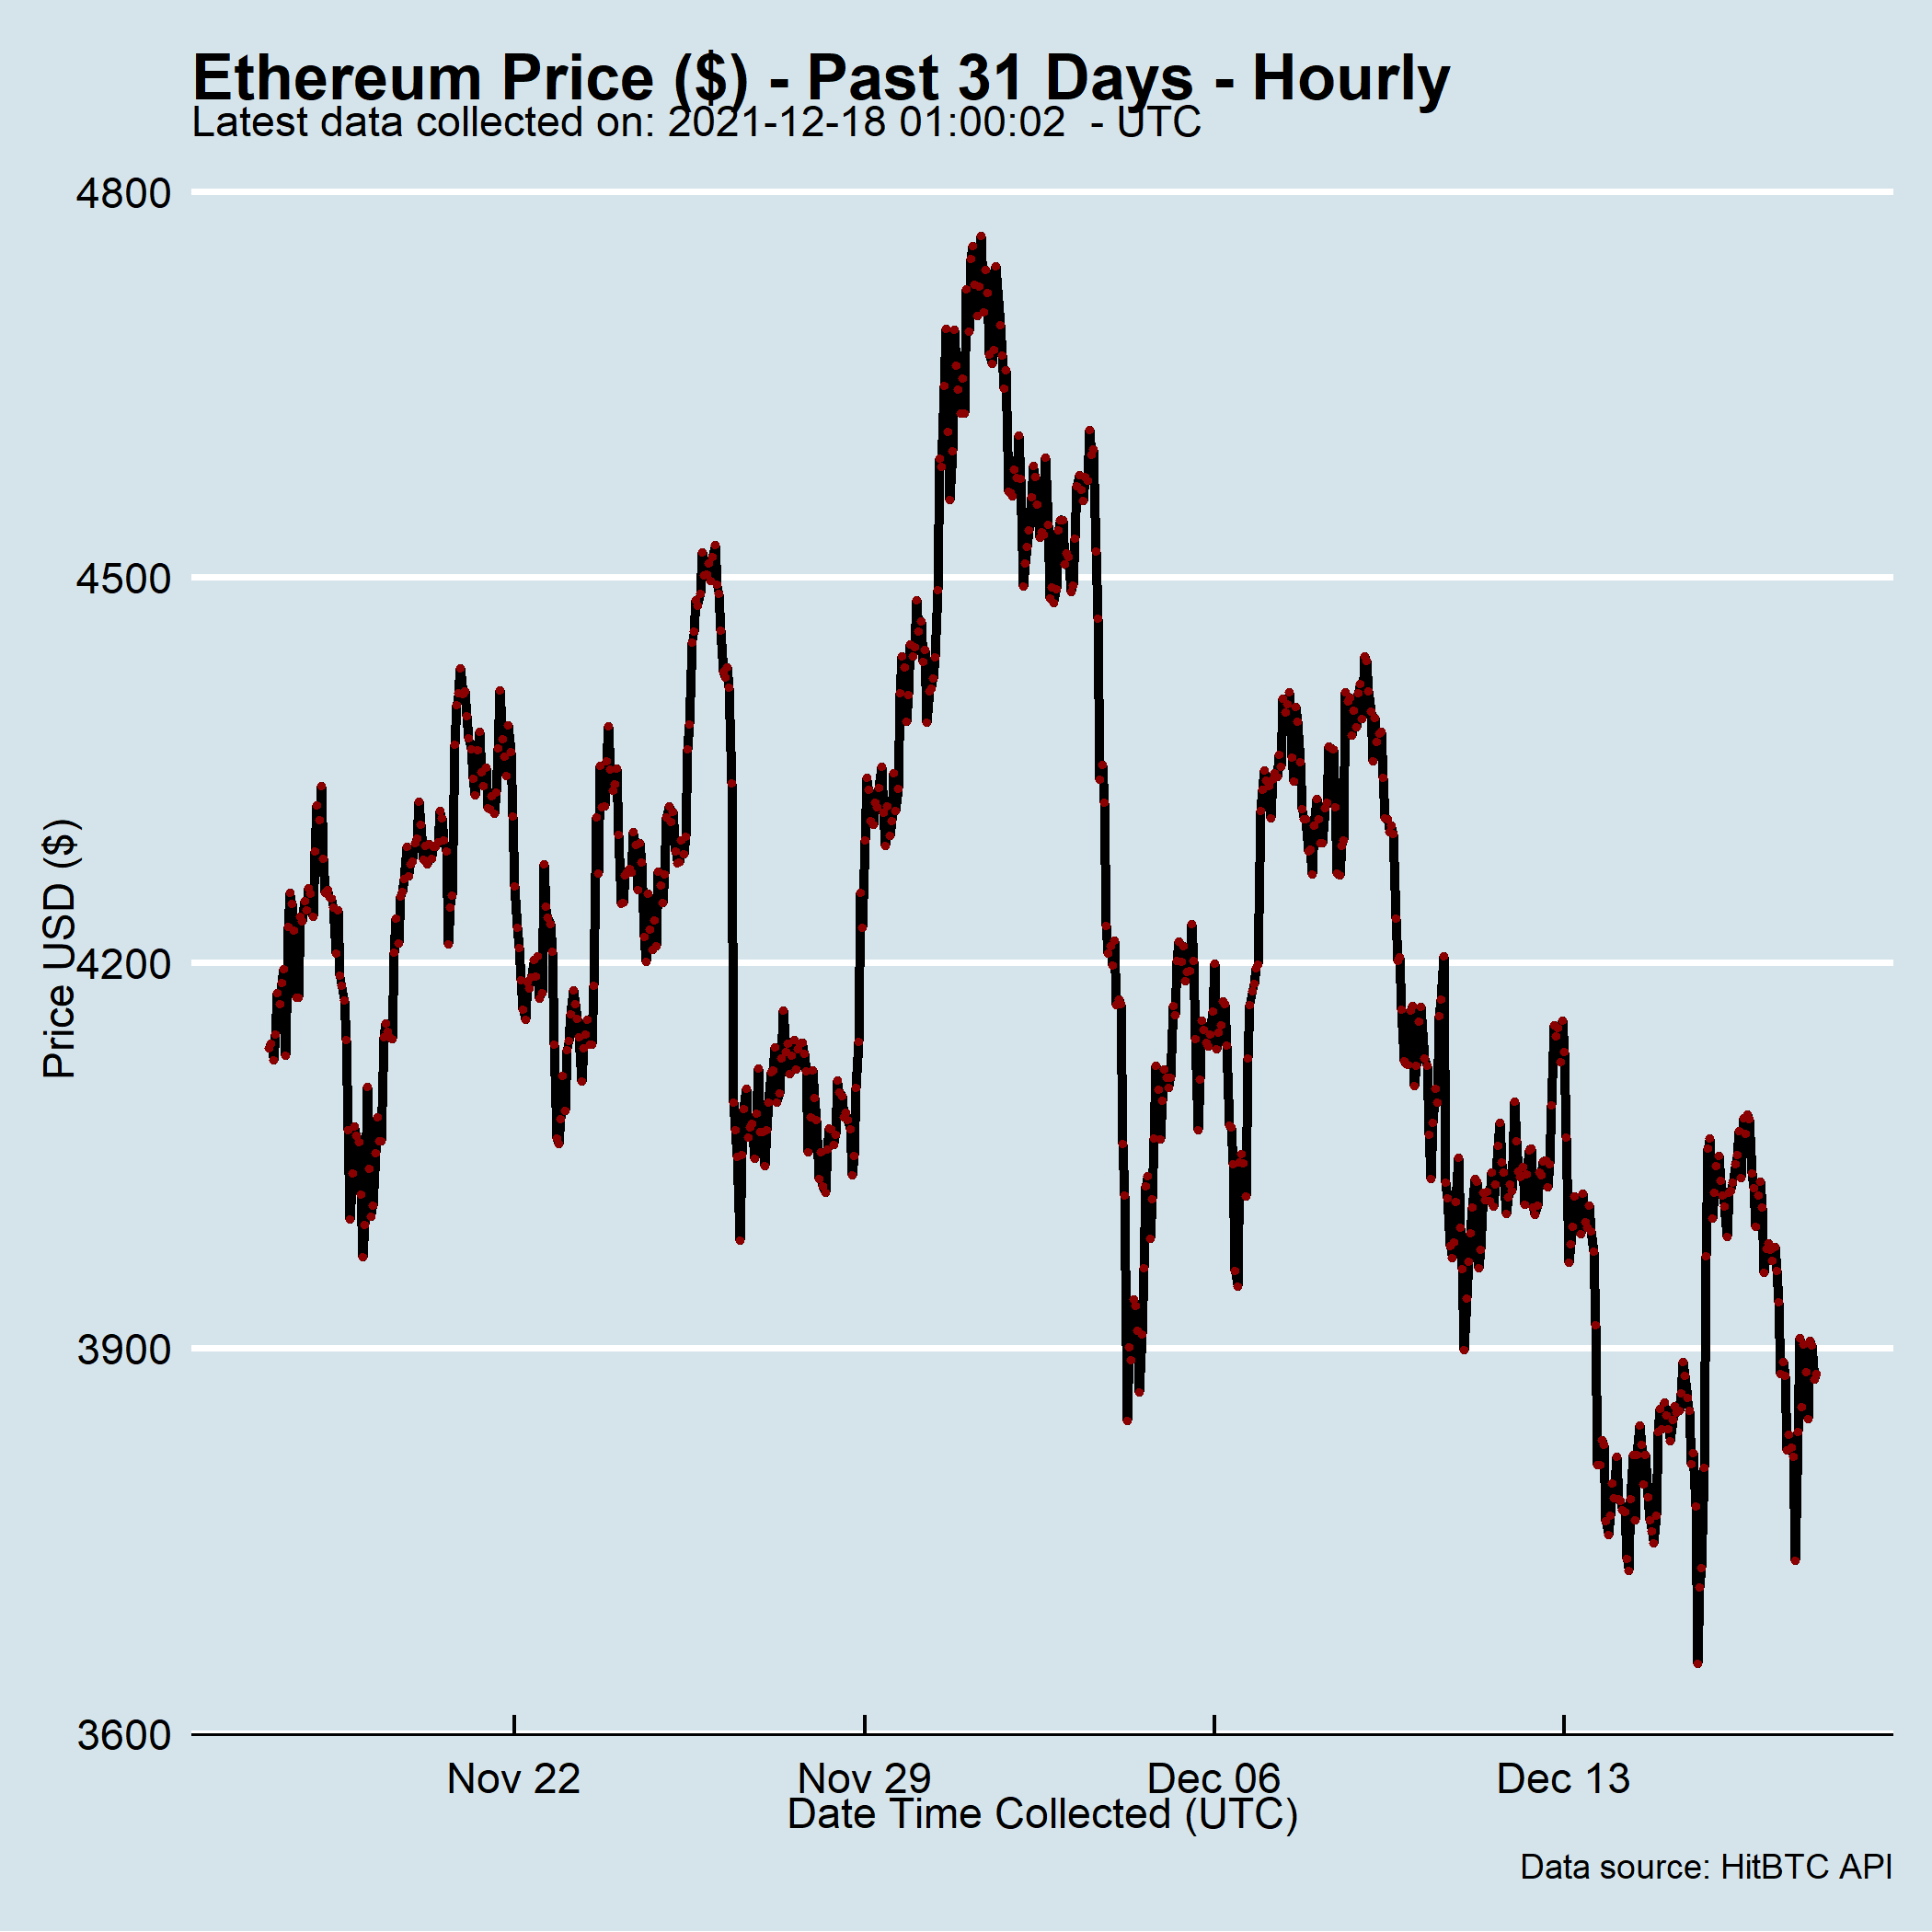 Ethereum Price ($) - Past 31 Days - Hourly
Latest data collected on: 2021-12-18 01:00:02  - UTC
4800
4500
4200
3900
3600
Price USD ($)
Nov 22
Nov 29
Dec 06
Dec 13
Date Time Collected (UTC)
Data source: HitBTC API